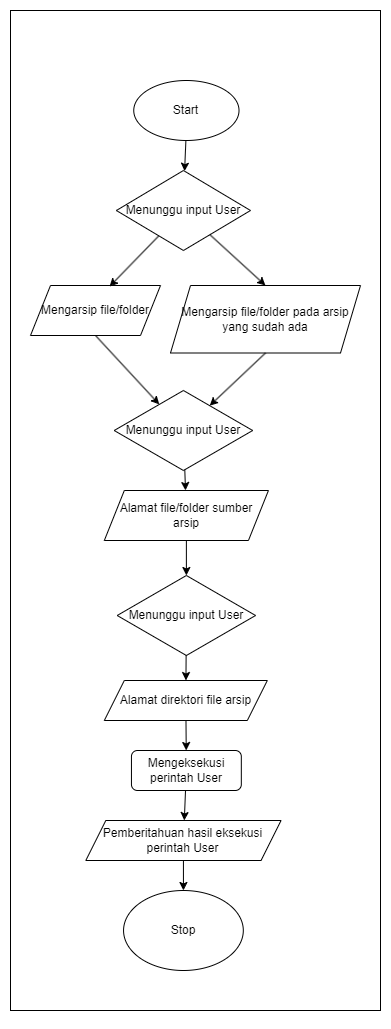 Start
Menunggu input User
Mengarsip file/folder
Mengarsip file/folder pada arsip
yang sudah ada
Menunggu input User
Alamat file/folder sumber
arsip
Menunggu input User
Alamat direktori file arsip
Mengeksekusi
perintah User
Pemberitahuan hasil eksekusi
perintah User
Stop